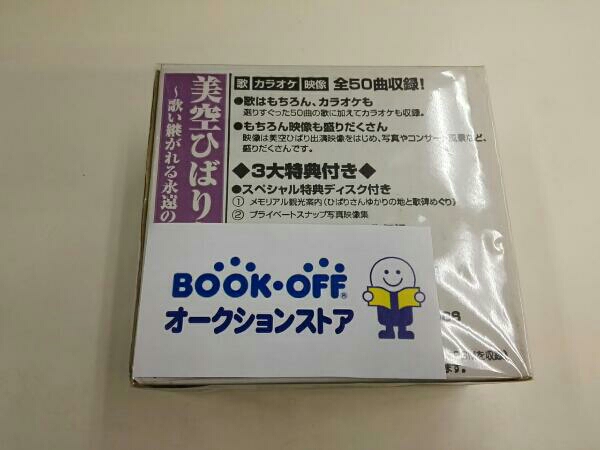 美空ひばり
～歌い継がれる永遠の
歌 カラオケ 映像 全50曲収録!
●歌はもちろん、カラオケも
選りすぐった50曲の歌に加えてカラオケも収録。
●もちろん映像も盛りだくさん
映像は美空ひばり出演映像をはじめ、写真やコンサート風景など、
盛りだくさんです。
◆3大特典付き◆
●スペシャル特典ディスク付き
① メモリアル観光案内(ひばりさんゆかりの地と歌碑めぐり)
② プライベートスナップ写真映像集
BOOK・OFF®
オークションストア
を収録
ます。